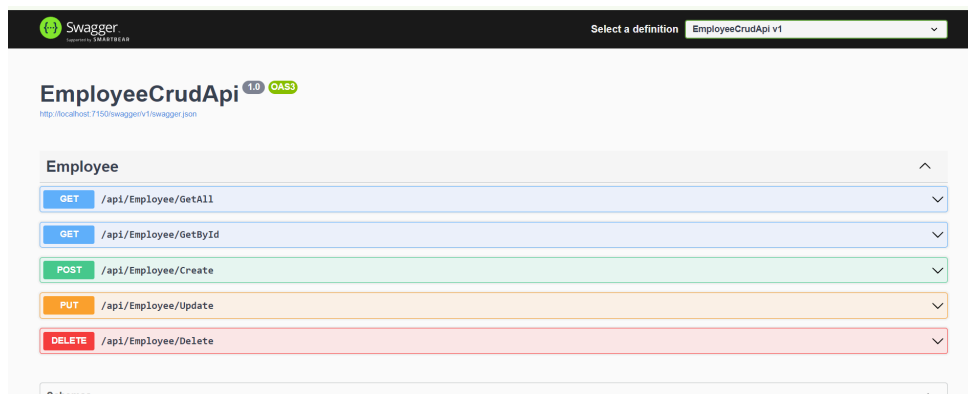 Swagger.
Supported by SMARTBEAR
Select a definition
EmployeeCrudApi v1
EmployeeCrudApi 1.0 OAS3
http://localhost:7150/swagger/v1/swagger.json
Employee
GET /api/Employee/GetAll
GET /api/Employee/GetById
POST /api/Employee/Create
PUT /api/Employee/Update
DELETE /api/Employee/Delete